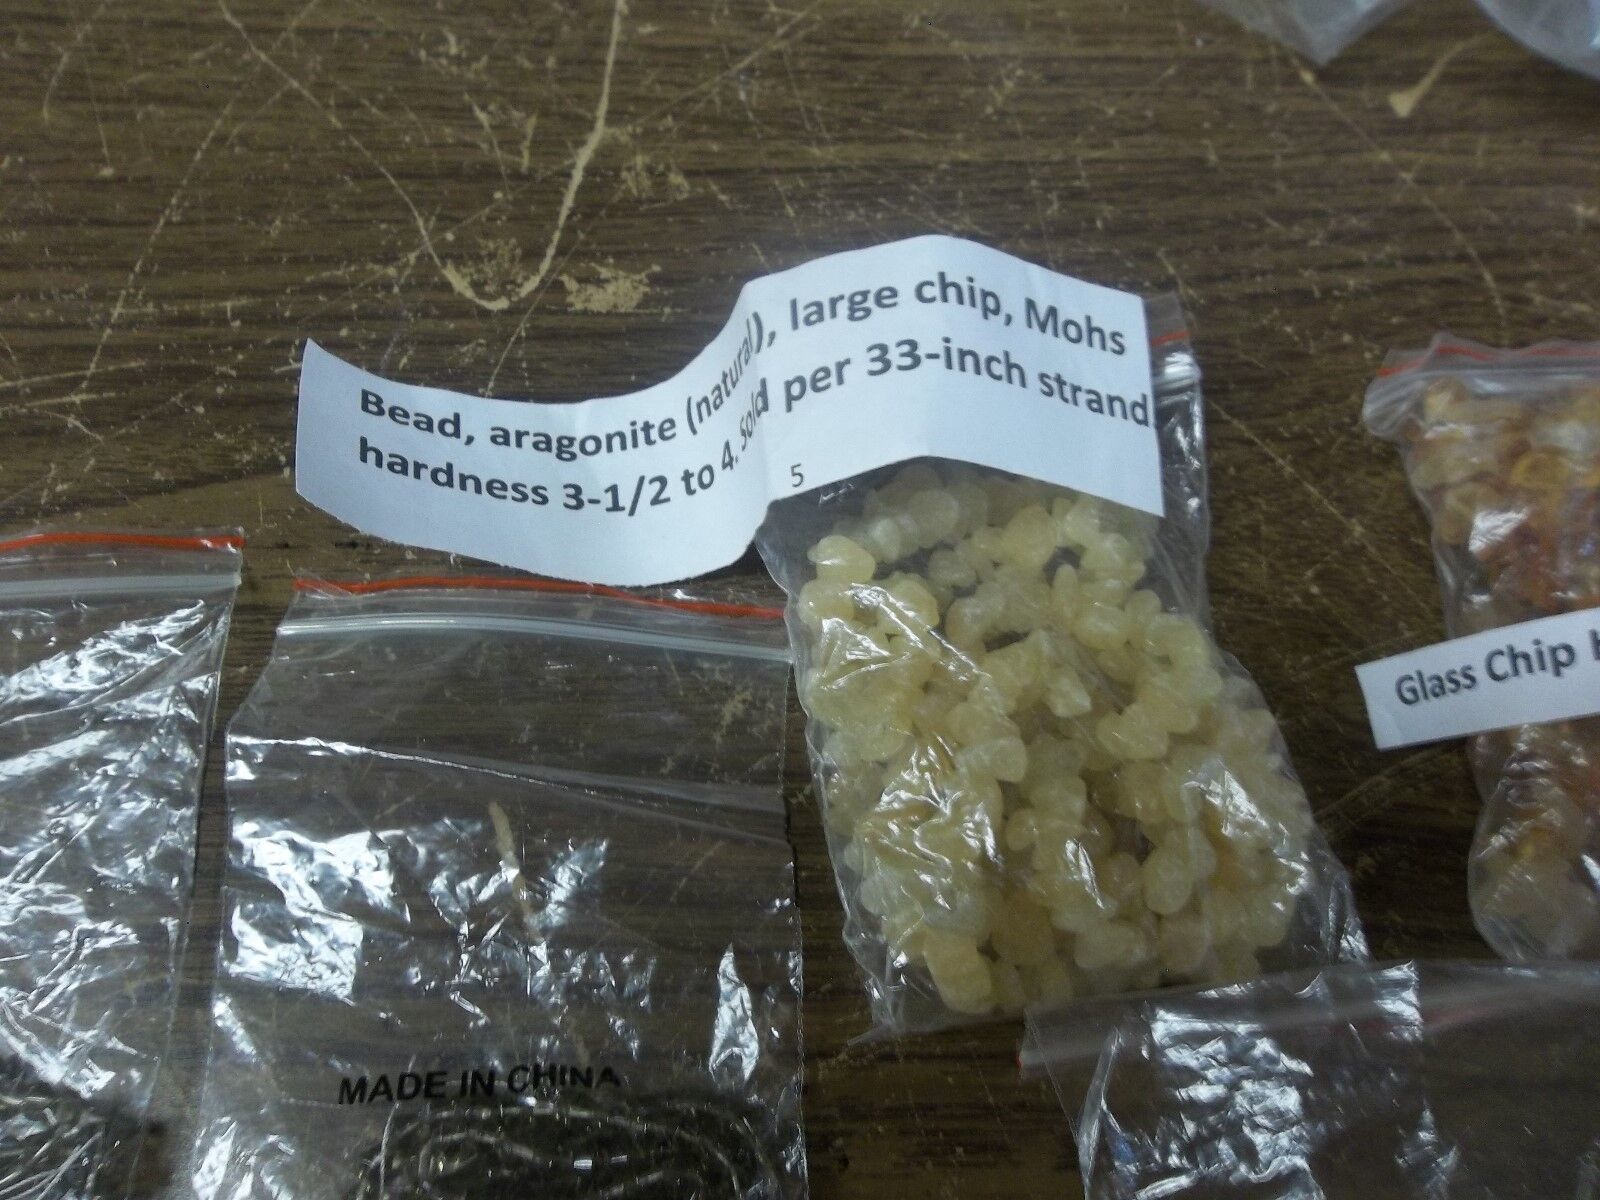 Bead, aragonite (natural), large chip, Mohs
hardness 3-1/2 to 4. sold per 33-inch strand
5
Glass Chip
MADE IN CHINA